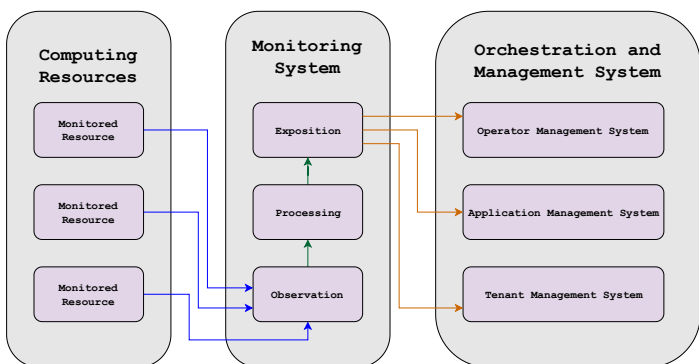 Computing
Resources
Monitored
Resource
Monitored
Resource
Monitored
Resource
Monitoring
System
Exposition
Processing
Observation
Orchestration and
Management System
Operator Management System
Application Management System
Tenant Management System